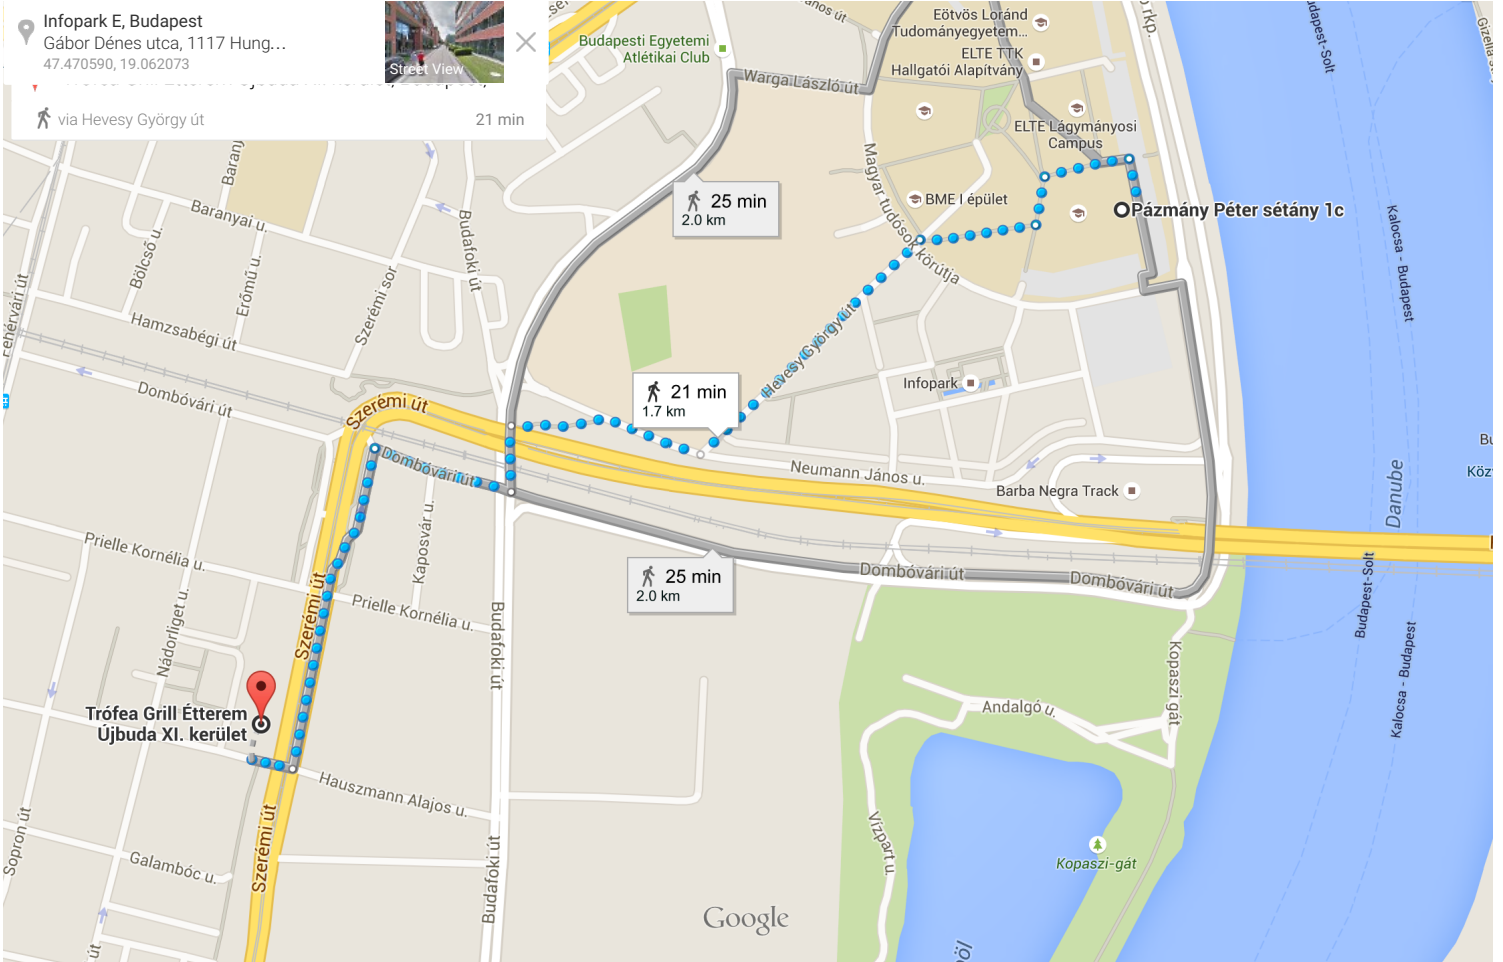 Infopark E, Budapest
Gábor Dénes utca, 1117 Hung...
47.470590, 19.062073
Street View
via Hevesy György út
21 min
Budapesti Egyetemi
Atlétikai Club
Eötvös Loránd
Tudományegyetem...
ELTE TTK
Hallgatói Alapítvány
Warga László út
ELTE Lágymányosi
Campus
Magyar tudósok körútja
BME I épület
Pázmány Péter sétány 1c
25 min
2.0 km
Baranyai u.
Budafoki út
Bölcső u.
Erőmű u.
Szerémi sor
Fehérvári út
Hamzsabégi út
Dombóvári út
Szerémi út
Hevesy György út
Infopark
21 min
1.7 km
Dombóvári út
Neumann János u.
Barba Negra Track
Danube
Kalocsa - Budapest
Budapest-Solt
Prielle Kornélia u.
Kaposvár u.
Prielle Kornélia u.
25 min
2.0 km
Dombóvári út
Dombóvári út
Szerémi út
Nádorliget u.
Budafoki út
Kopaszi gát
Budapest-Solt
Kalocsa - Budapest
Trófea Grill Étterem
Újbuda XI. kerület
Andalgó u.
Hauszmann Alajos u.
Sopron út
Galambóc u.
Szerémi út
Budafoki út
Vízpart u.
Kopaszi-gát
Google
út